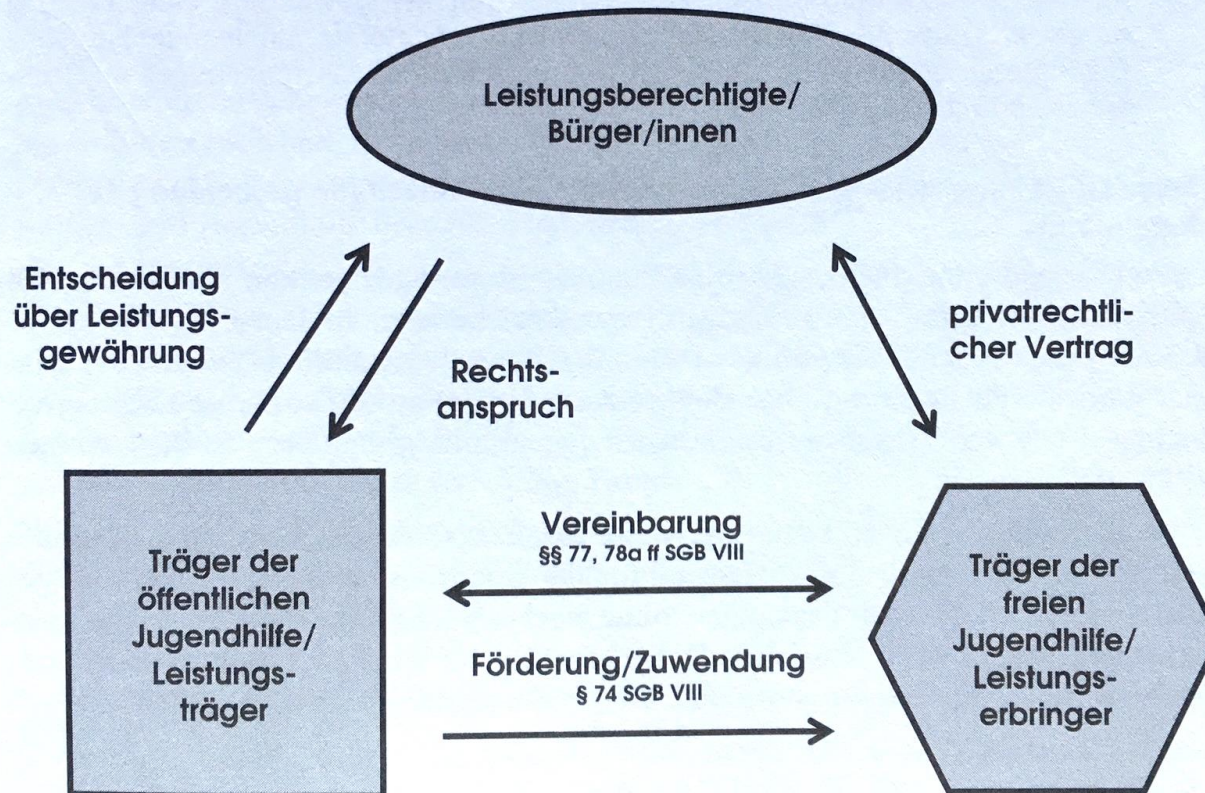 Leistungsberechtigte/
Bürger/innen
Entscheidung
über Leistungs-
gewährung
Rechts-
anspruch
privatrechtli-
cher Vertrag
Träger der
öffentlichen
Jugendhilfe/
Leistungs-
träger
Vereinbarung
§§ 77, 78a ff SGB VIII
Förderung/Zuwendung
§ 74 SGB VIII
Träger der
freien
Jugendhilfe/
Leistungs-
erbringer